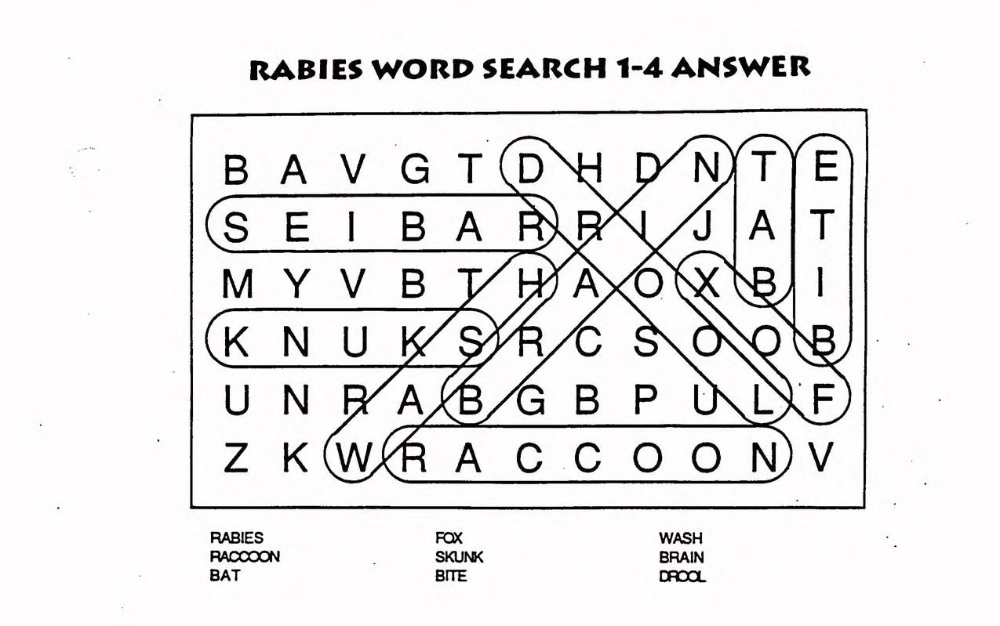 RABIES WORD SEARCH 1-4 ANSWER
B A V G T D H D N T E
S E I B A R R I J A T
M Y V B T H A O X B I
K N U K S R C S O O B
U N R A B G B P U L F
Z K W R A C C O O N V
RABIES FOX WASH
RACCOON SKUNK BRAIN
BAT BITE DROOL